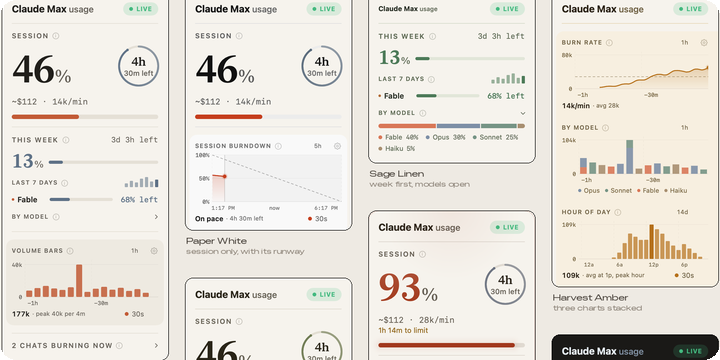 Claude Max usage
LIVE
SESSION
46%
4h
30m left
~$112 · 14k/min
THIS WEEK
3d 3h left
13%
LAST 7 DAYS
Fable
68% left
BY MODEL
VOLUME BARS
1h
40k
0
~1h
~30m
177k · peak 40k per 4m
30s
2 CHATS BURNING NOW
Claude Max usage
LIVE
SESSION
46%
4h
30m left
~$112 · 14k/min
SESSION BURNDOWN
5h
100%
50%
0%
1:17 PM
now
6:17 PM
On pace · 4h 30m left
30s
Paper White
session only, with its runway
Claude Max usage
LIVE
SESSION
46%
4h
Claude Max usage
LIVE
THIS WEEK
3d 3h left
13%
LAST 7 DAYS
Fable
68% left
BY MODEL
Fable 40%
Opus 30%
Sonnet 25%
Haiku 5%
Sage Linen
week first, models open
Claude Max usage
LIVE
SESSION
93%
4h
30m left
~$112 · 28k/min
1h 14m to limit
Claude Max usage
LIVE
BURN RATE
1h
80k
0
~1h
~30m
14k/min · avg 28k
BY MODEL
1h
104k
0
~1h
~30m
Opus
Sonnet
Fable
Haiku
HOUR OF DAY
14d
109k
0
12a
6a
12p
6p
109k · avg at 1p, peak hour
30s
Harvest Amber
three charts stacked
Claude Max usage
LIVE